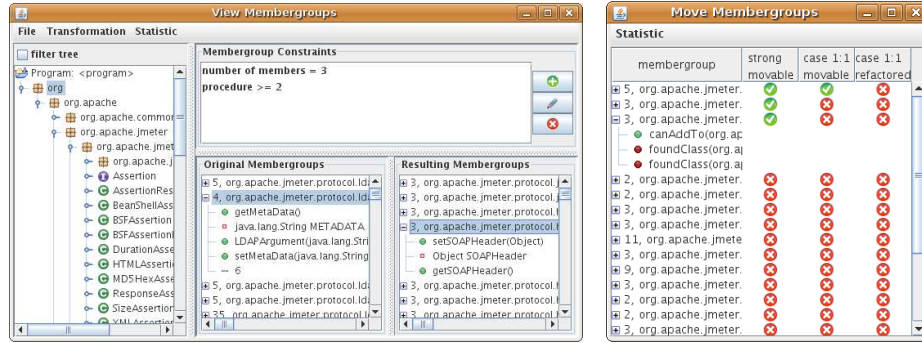 View Membergroups
File Transformation Statistic
filter tree
Program: <program>
org
org.apache
org.apache.common
org.apache.jmeter
org.apache.jmet
org.apache.j
Assertion
AssertionRes
BeanShellAss
BSFAssertion
BSFAssertionI
DurationAsse
HTMLAsserti
MD5HexAsse
ResponseAss
SizeAssertion
XMLAssertion
Membergroup Constraints
number of members = 3
procedure >= 2
Original Membergroups
5, org.apache.jmeter.protocol.lda
4, org.apache.jmeter.protocol.lda
getMetaData()
java.lang.String METADATA
LDAPArgument(java.lang.Stri
setMetaData(java.lang.String
6
5, org.apache.jmeter.protocol.lda
5, org.apache.jmeter.protocol.lda
35, org.apache.jmeter.protocol.l
Resulting Membergroups
3, org.apache.jmeter.protocol.j
3, org.apache.jmeter.protocol.j
3, org.apache.jmeter.protocol.h
3, org.apache.jmeter.protocol.h
setSOAPHeader(Object)
Object SOAPHeader
getSOAPHeader()
3, org.apache.jmeter.protocol.h
3, org.apache.jmeter.protocol.h
3, org.apache.jmeter.protocol.h
Move Membergroups
Statistic
membergroup
strong movable
case 1:1 movable
case 1:1 refactored
5, org.apache.jmeter.
3, org.apache.jmeter.
3, org.apache.jmeter.
canAddTo(org.ap
foundClass(org.a
foundClass(org.a
2, org.apache.jmeter.
2, org.apache.jmeter.
3, org.apache.jmeter.
3, org.apache.jmeter.
11, org.apache.jmete
3, org.apache.jmeter.
9, org.apache.jmeter.
3, org.apache.jmeter.
2, org.apache.jmeter.
2, org.apache.jmeter.
3, org.apache.jmeter.